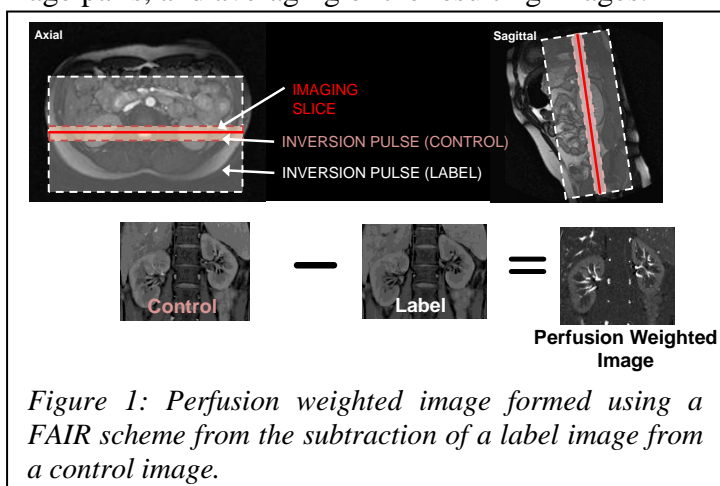 Axial
Sagittal
IMAGING
SLICE
INVERSION PULSE (CONTROL)
INVERSION PULSE (LABEL)
Control
Label
Perfusion Weighted
Image
Figure 1: Perfusion weighted image formed using a
FAIR scheme from the subtraction of a label image from
a control image.